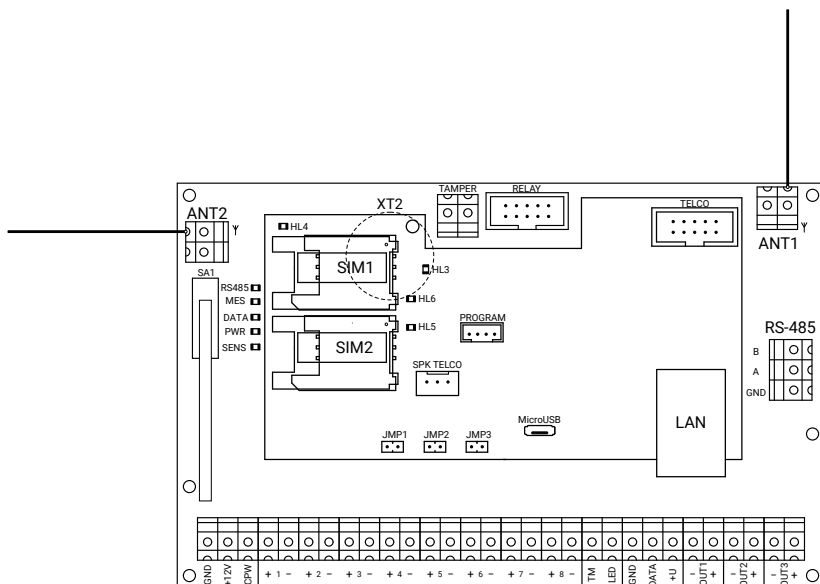 TAMPER
RELAY
XT2
TELCO
ANT2
HL4
ANT1
SIM1
HL3
SA1
RS485
MES
HL6
DATA
PWR
HL5
PROGRAM
RS-485
SENS
SIM2
B
SPK TELCO
A
GND
MicroUSB
LAN
JMP1
JMP2
JMP3
GND
+12V
CPW
+ 1 -
+ 2 -
+ 3 -
+ 4 -
+ 5 -
+ 6 -
+ 7 -
+ 8 -
TM
LED
GND
DATA
+U
- OUT1 +
- OUT2 +
- OUT3 +